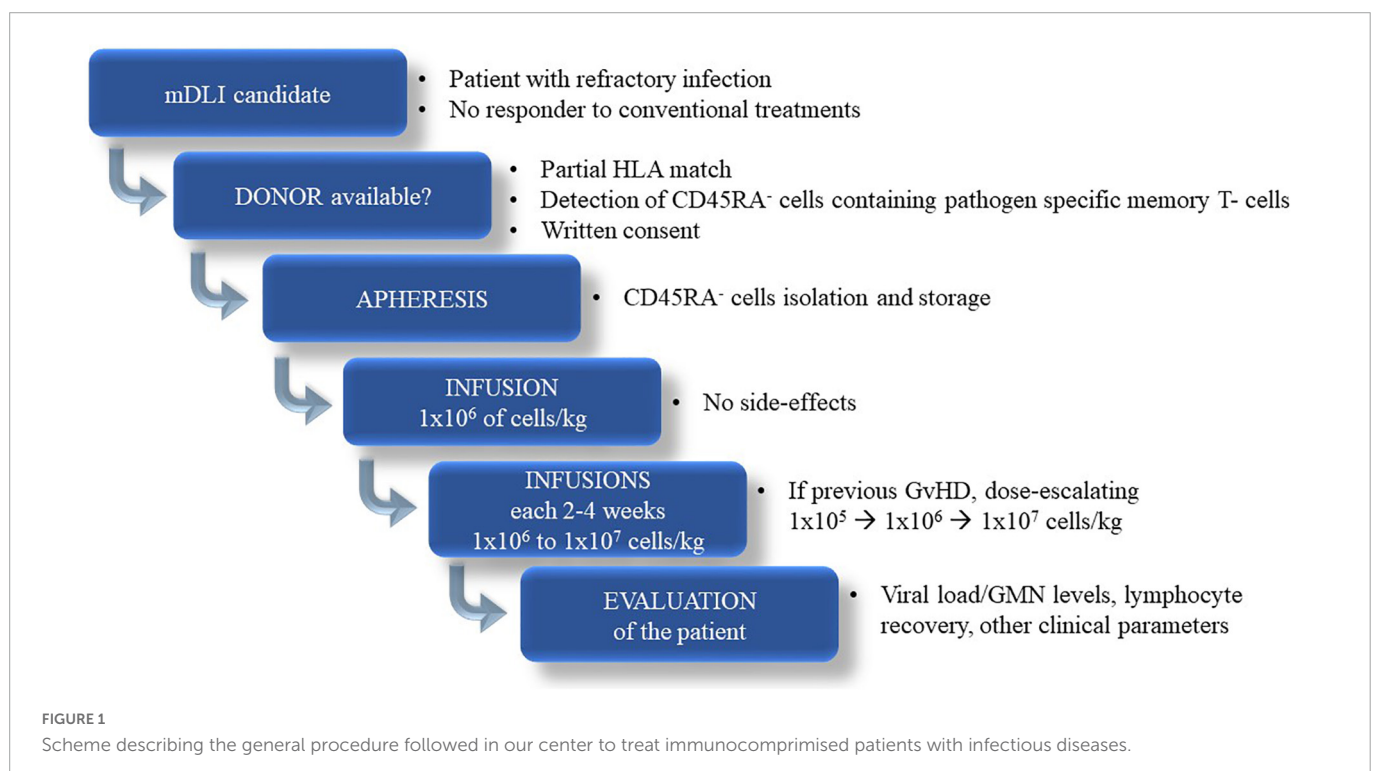 mDLI candidate
• Patient with refractory infection
• No responder to conventional treatments
DONOR available?
• Partial HLA match
• Detection of CD45RA⁻ cells containing pathogen specific memory T- cells
• Written consent
APHERESIS
• CD45RA⁻ cells isolation and storage
INFUSION
1x10⁶ of cells/kg
• No side-effects
INFUSIONS
each 2-4 weeks
1x10⁶ to 1x10⁷ cells/kg
• If previous GvHD, dose-escalating
1x10⁵ → 1x10⁶ → 1x10⁷ cells/kg
EVALUATION
of the patient
• Viral load/GMN levels, lymphocyte
recovery, other clinical parameters
FIGURE 1
Scheme describing the general procedure followed in our center to treat immunocomprimised patients with infectious diseases.